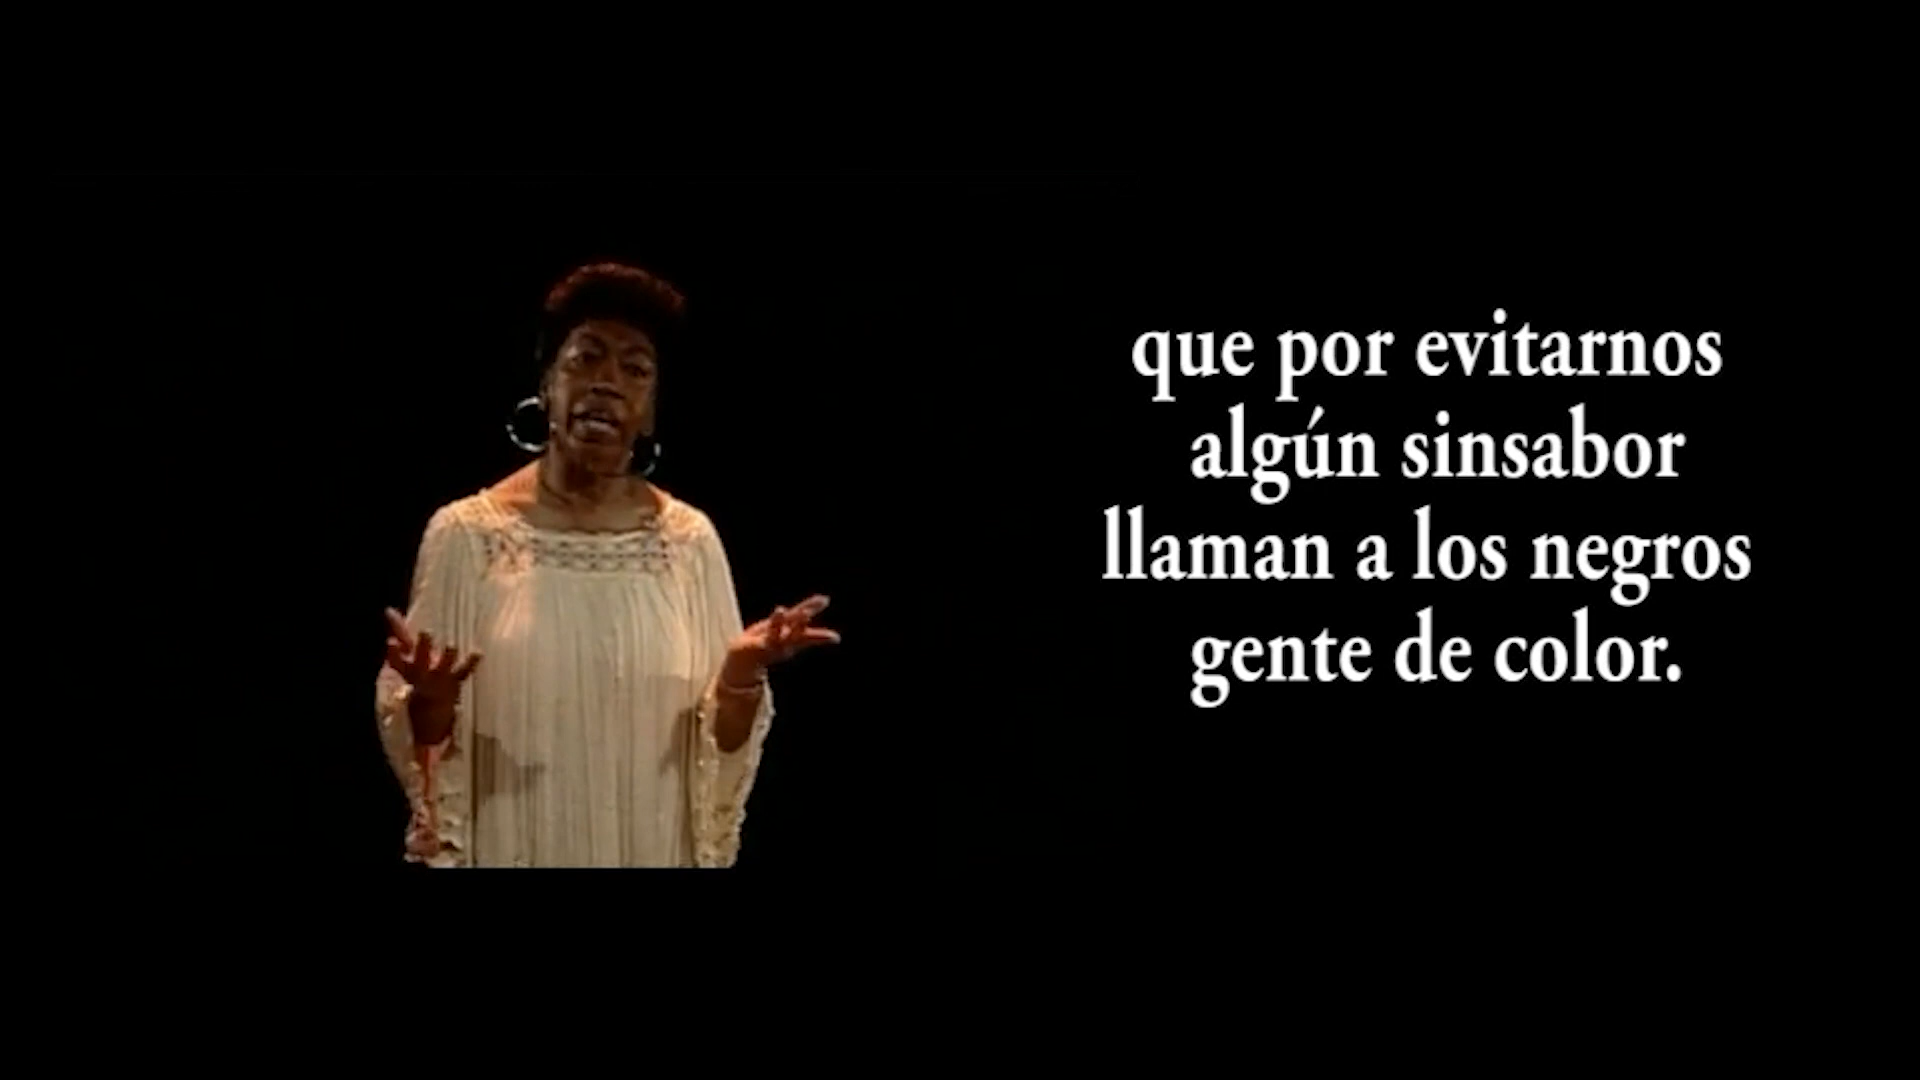 que por evitarnos
algún sinsabor
llaman a los negros
gente de color.